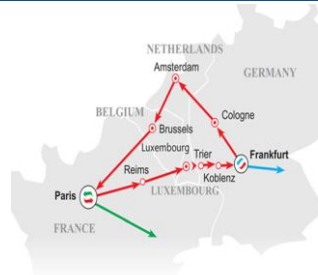 NETHERLANDS
Amsterdam
GERMANY
BELGIUM
Cologne
Brussels
Luxembourg
Trier
Frankfurt
Reims
Koblenz
Paris
LUXEMBOURG
FRANCE